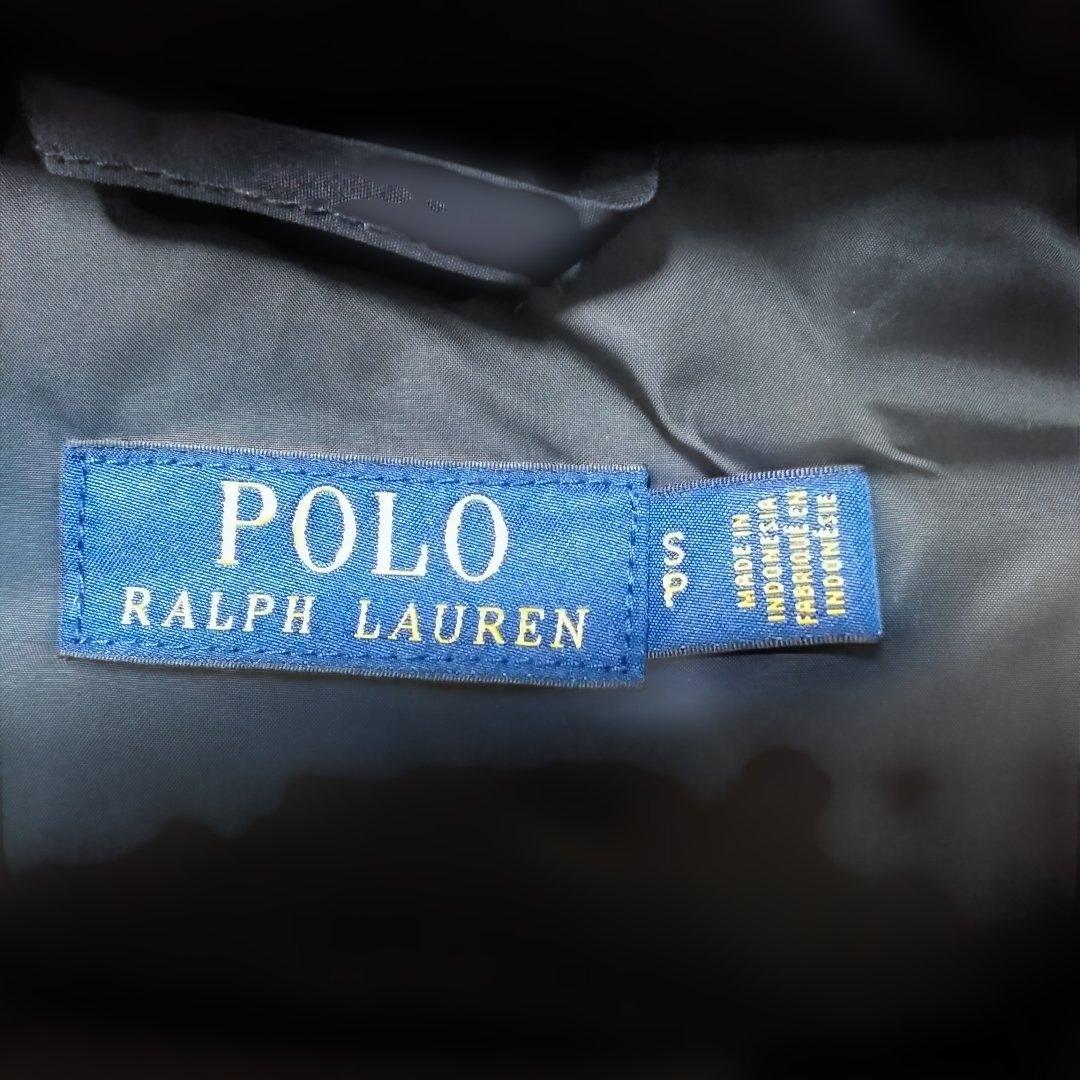 POLO
RALPH LAUREN
S
P
MADE IN
INDONESIA
FABRIQUÉ EN
INDONÉSIE